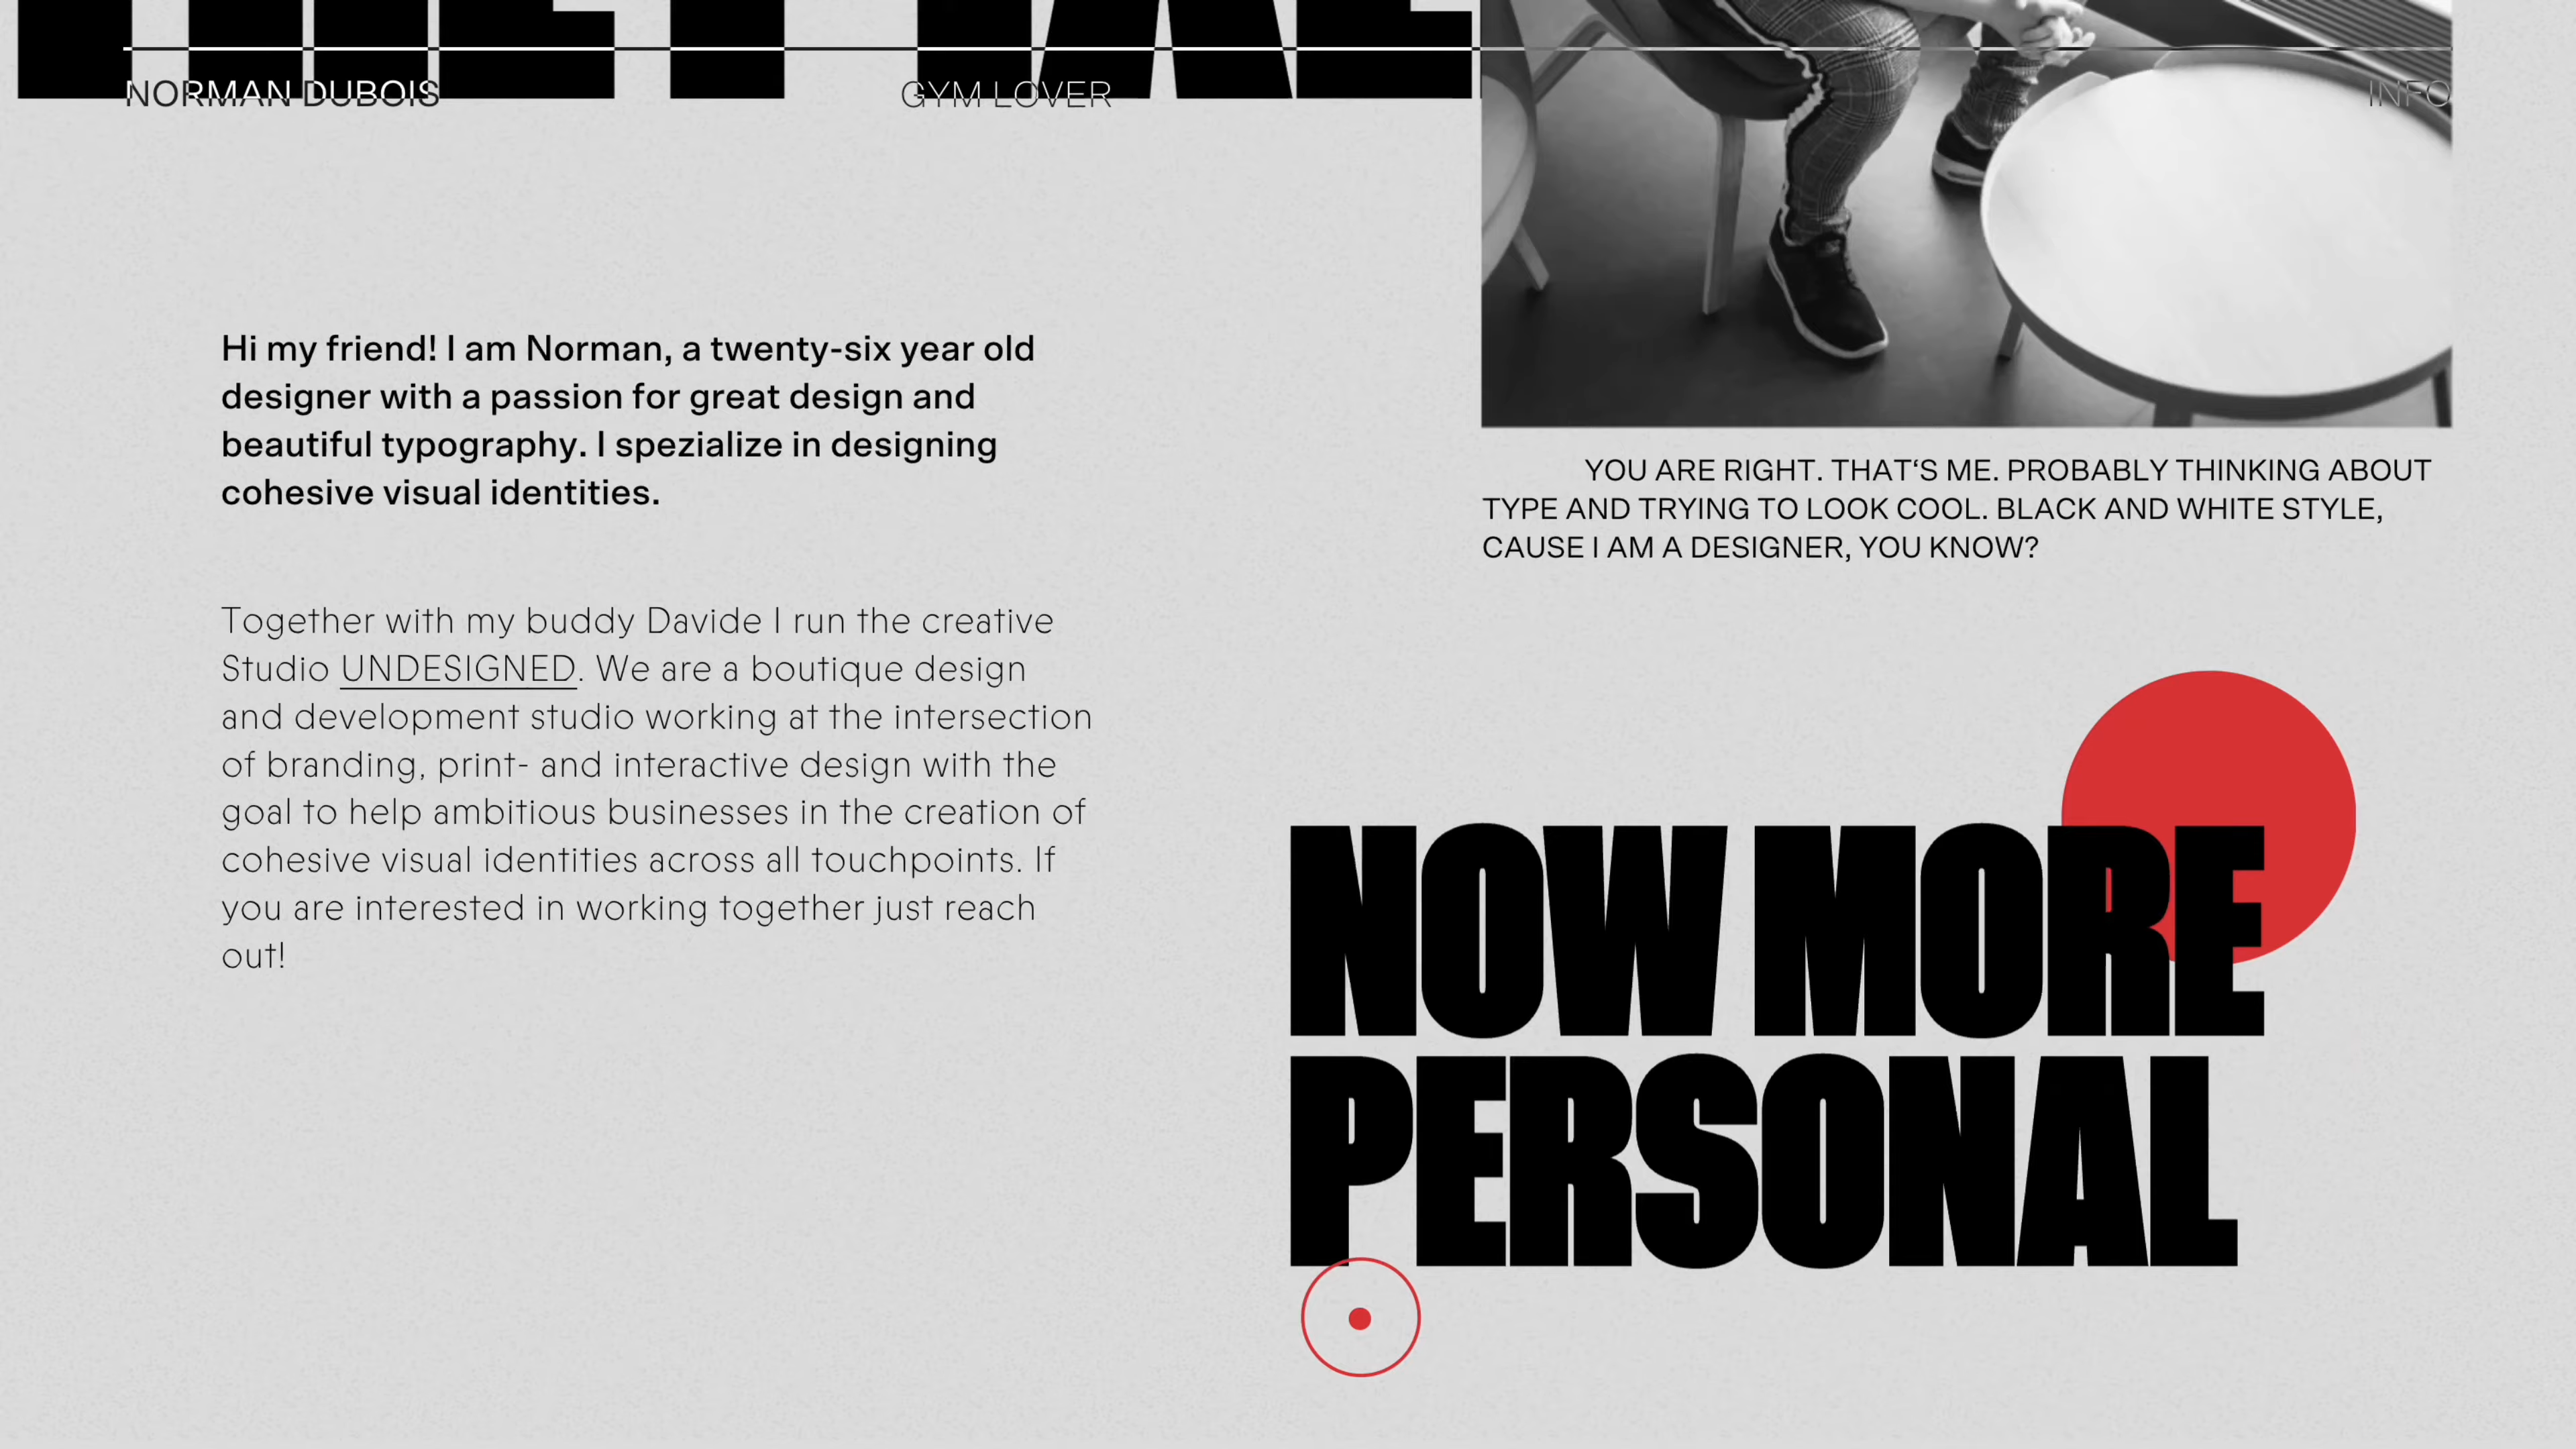 NORMAN DUBOIS
GYM LOVER
INFO
Hi my friend! I am Norman, a twenty-six year old
designer with a passion for great design and
beautiful typography. I spezialize in designing
cohesive visual identities.
Together with my buddy Davide I run the creative
Studio UNDESIGNED. We are a boutique design
and development studio working at the intersection
of branding, print- and interactive design with the
goal to help ambitious businesses in the creation of
cohesive visual identities across all touchpoints. If
you are interested in working together just reach
out!
YOU ARE RIGHT. THAT‘S ME. PROBABLY THINKING ABOUT
TYPE AND TRYING TO LOOK COOL. BLACK AND WHITE STYLE,
CAUSE I AM A DESIGNER, YOU KNOW?
NOW MORE
PERSONAL